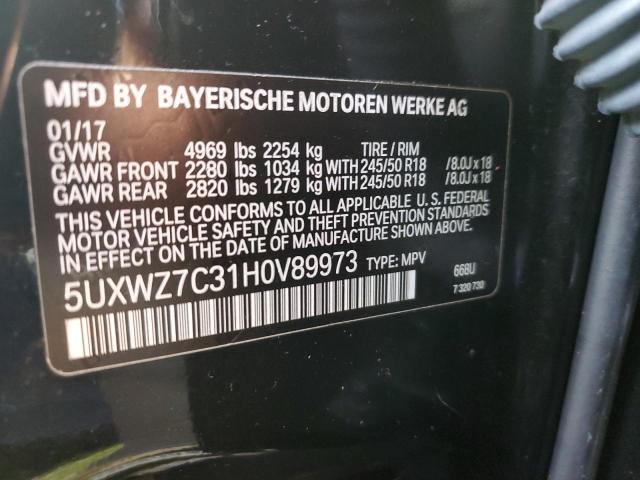 MFD BY BAYERISCHE MOTOREN WERKE AG
01/17
GVWR 4969 lbs 2254 kg TIRE / RIM
GAWR FRONT 2280 lbs 1034 kg WITH 245/50 R18 /8.0J x 18
GAWR REAR 2820 lbs 1279 kg WITH 245/50 R18 /8.0J x 18
THIS VEHICLE CONFORMS TO ALL APPLICABLE U. S. FEDERAL
MOTOR VEHICLE SAFETY AND THEFT PREVENTION STANDARDS
IN EFFECT ON THE DATE OF MANUFACTURE SHOWN ABOVE.
5UXWZ7C31H0V89973 TYPE: MPV 668U
7 320 730